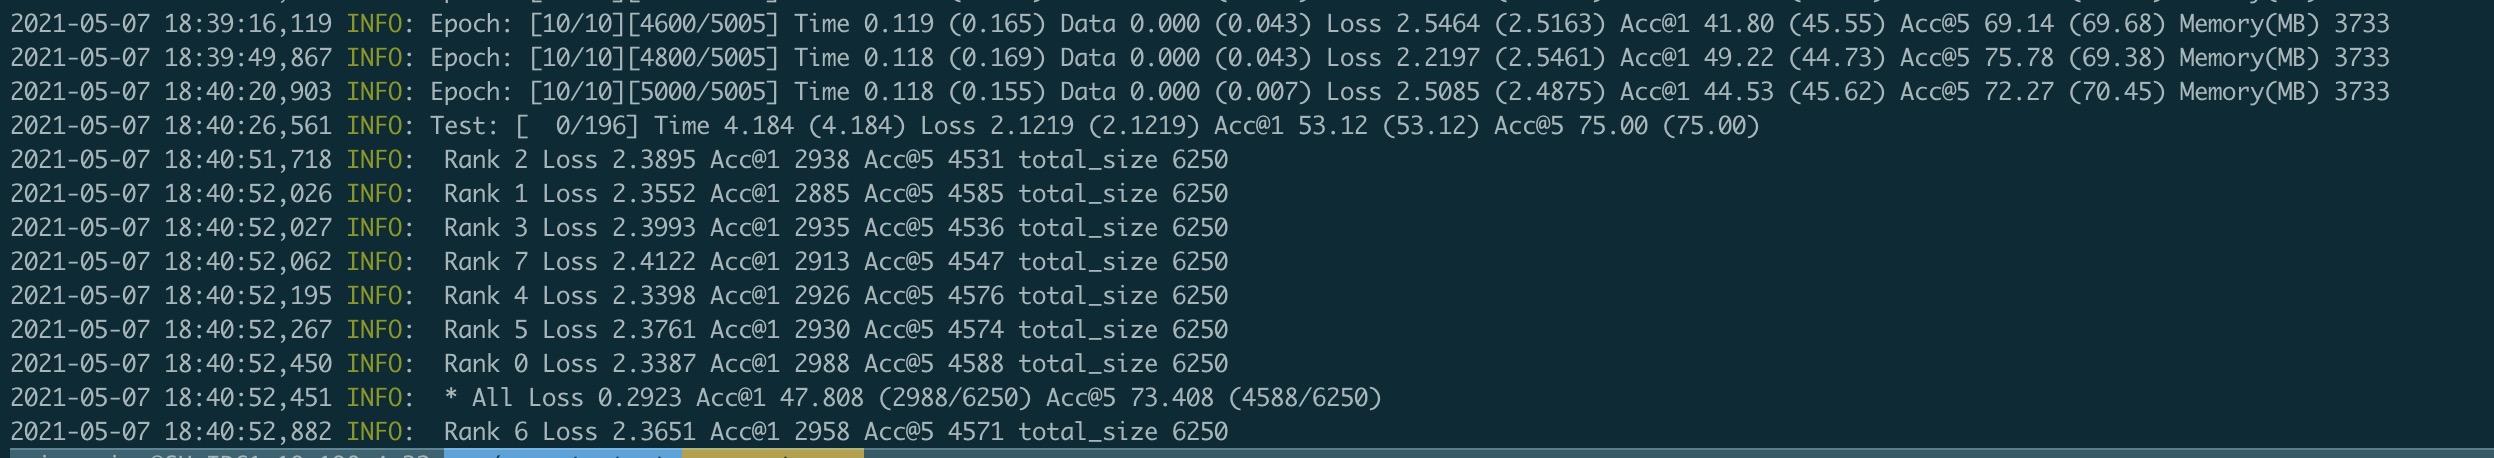 2021-05-07 18:39:16,119 INFO: Epoch: [10/10][4600/5005] Time 0.119 (0.165) Data 0.000 (0.043) Loss 2.5464 (2.5163) Acc@1 41.80 (45.55) Acc@5 69.14 (69.68) Memory(MB) 3733
2021-05-07 18:39:49,867 INFO: Epoch: [10/10][4800/5005] Time 0.118 (0.169) Data 0.000 (0.043) Loss 2.2197 (2.5461) Acc@1 49.22 (44.73) Acc@5 75.78 (69.38) Memory(MB) 3733
2021-05-07 18:40:20,903 INFO: Epoch: [10/10][5000/5005] Time 0.118 (0.155) Data 0.000 (0.007) Loss 2.5085 (2.4875) Acc@1 44.53 (45.62) Acc@5 72.27 (70.45) Memory(MB) 3733
2021-05-07 18:40:26,561 INFO: Test: [  0/196] Time 4.184 (4.184) Loss 2.1219 (2.1219) Acc@1 53.12 (53.12) Acc@5 75.00 (75.00)
2021-05-07 18:40:51,718 INFO:  Rank 2 Loss 2.3895 Acc@1 2938 Acc@5 4531 total_size 6250
2021-05-07 18:40:52,026 INFO:  Rank 1 Loss 2.3552 Acc@1 2885 Acc@5 4585 total_size 6250
2021-05-07 18:40:52,027 INFO:  Rank 3 Loss 2.3993 Acc@1 2935 Acc@5 4536 total_size 6250
2021-05-07 18:40:52,062 INFO:  Rank 7 Loss 2.4122 Acc@1 2913 Acc@5 4547 total_size 6250
2021-05-07 18:40:52,195 INFO:  Rank 4 Loss 2.3398 Acc@1 2926 Acc@5 4576 total_size 6250
2021-05-07 18:40:52,267 INFO:  Rank 5 Loss 2.3761 Acc@1 2930 Acc@5 4574 total_size 6250
2021-05-07 18:40:52,450 INFO:  Rank 0 Loss 2.3387 Acc@1 2988 Acc@5 4588 total_size 6250
2021-05-07 18:40:52,451 INFO:  * All Loss 0.2923 Acc@1 47.808 (2988/6250) Acc@5 73.408 (4588/6250)
2021-05-07 18:40:52,882 INFO:  Rank 6 Loss 2.3651 Acc@1 2958 Acc@5 4571 total_size 6250